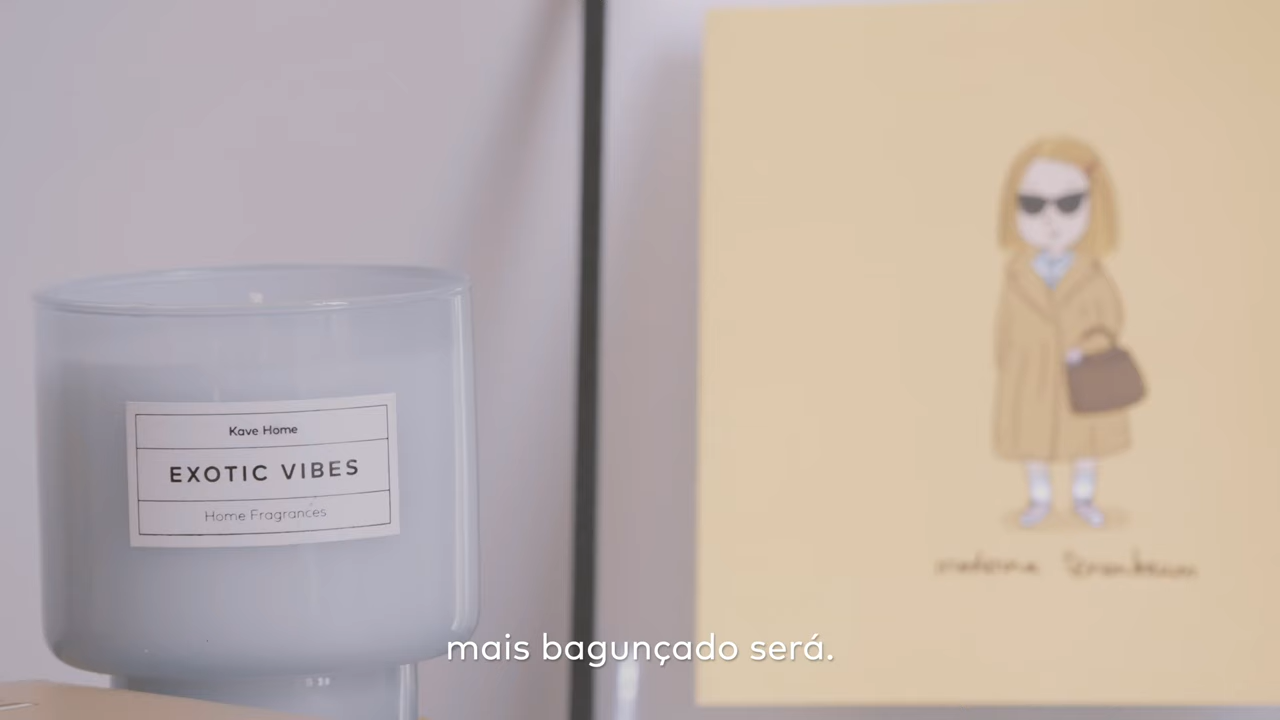 Kave Home
EXOTIC VIBES
Home Fragrances
mais bagunçado será.